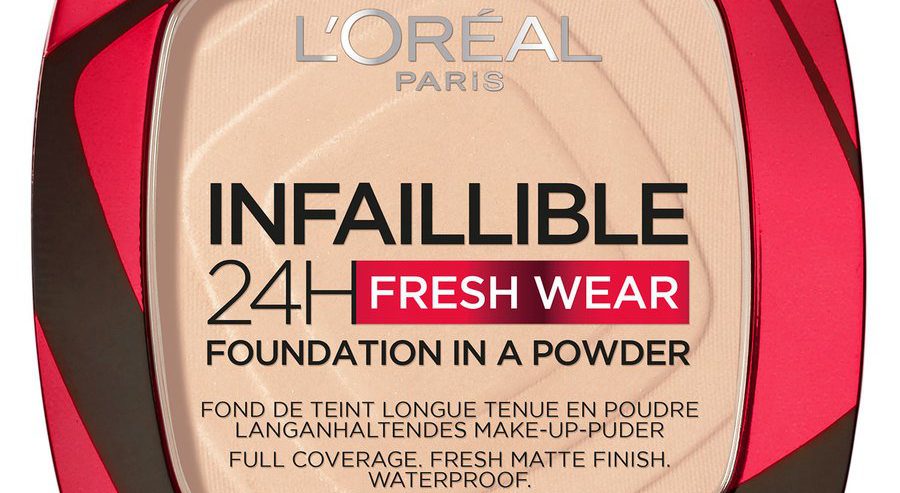 L'ORÉAL
PARIS
INFAILLIBLE
24H FRESH WEAR
FOUNDATION IN A POWDER
FOND DE TEINT LONGUE TENUE EN POUDRE
LANGANHALTENDES MAKE-UP-PUDER
FULL COVERAGE. FRESH MATTE FINISH.
WATERPROOF.